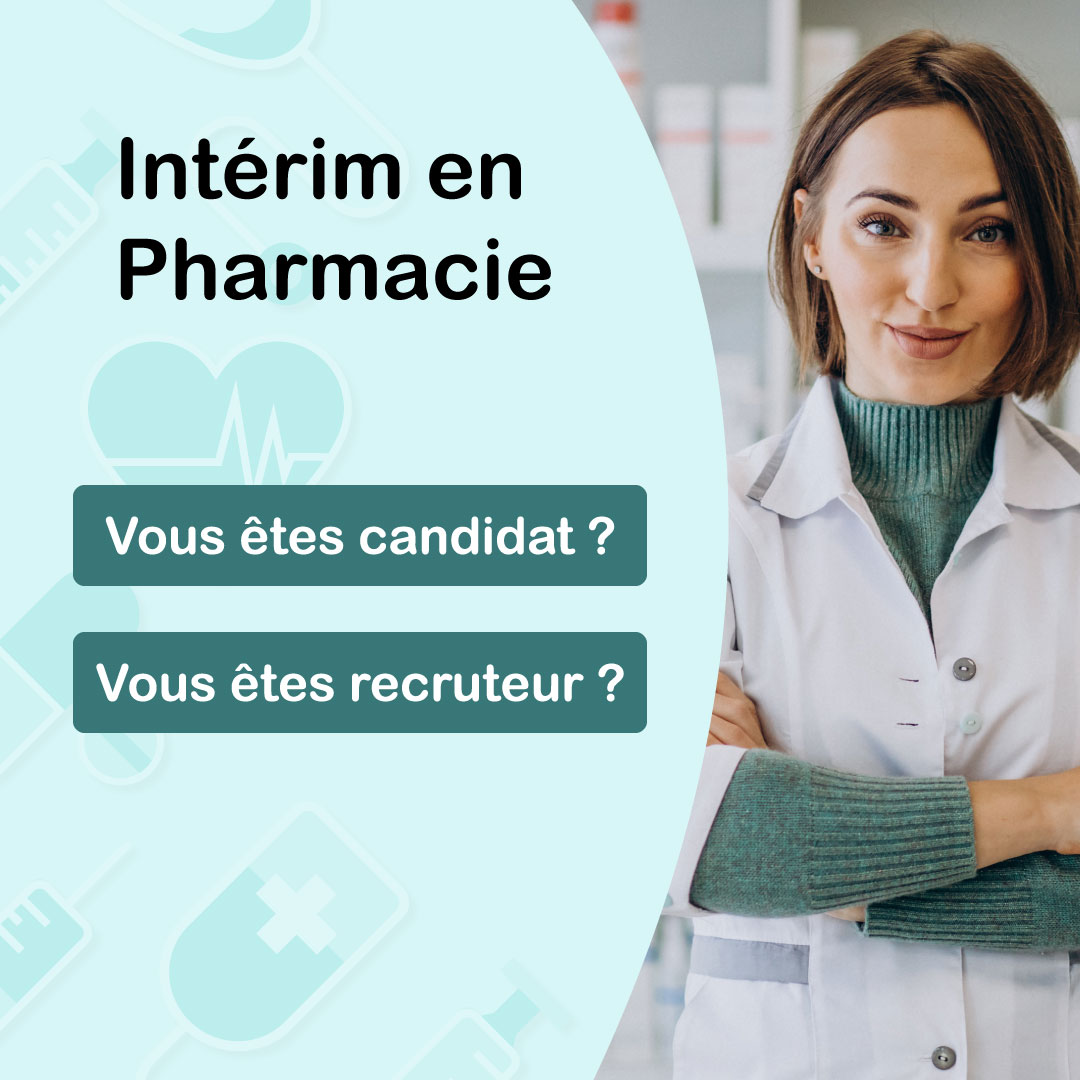 Intérim en
Pharmacie
Vous êtes candidat ?
Vous êtes recruteur ?